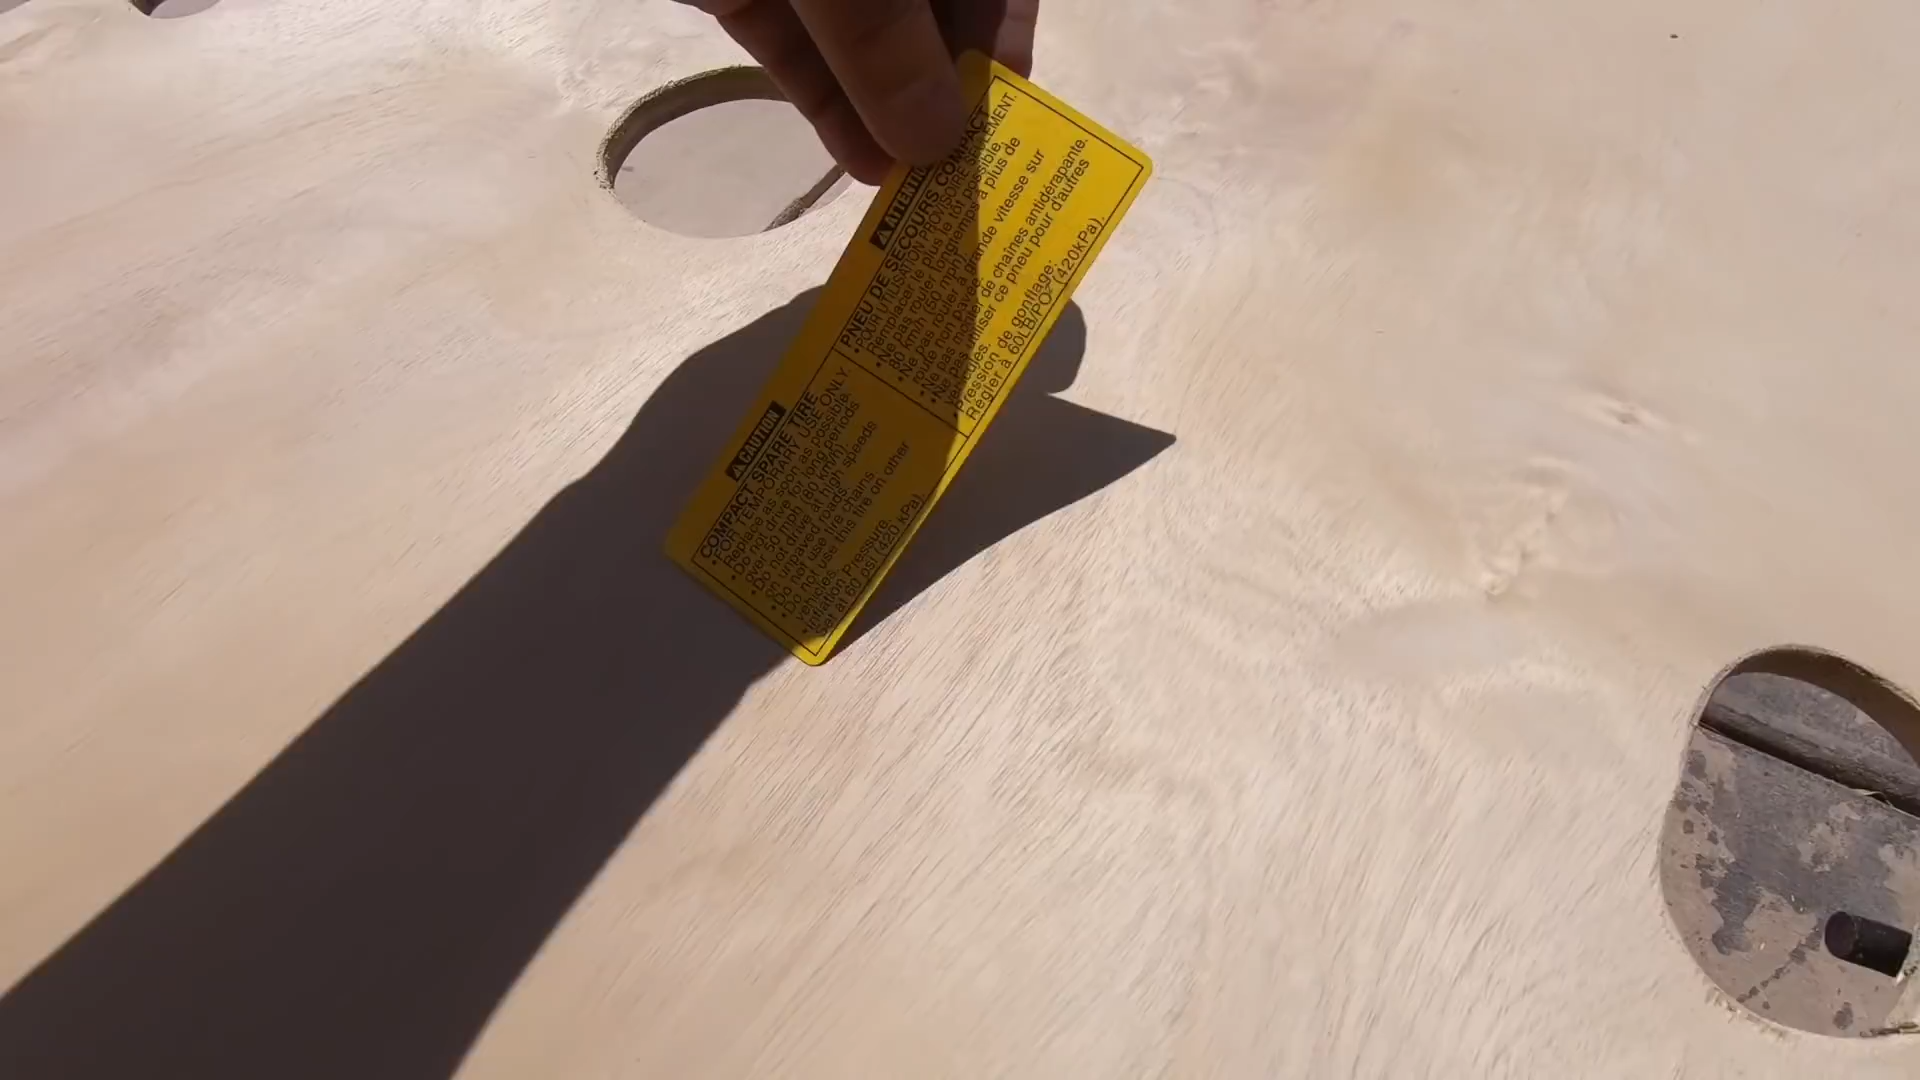 ⚠CAUTION
COMPACT SPARE TIRE
•FOR TEMPORARY USE ONLY.
Replace as soon as possible.
•Do not drive for long periods
over 50 mph (80 km/h).
•Do not drive at high speeds
on unpaved roads.
•Do not use tire chains.
•Do not use this tire on other
vehicles.
•Inflation Pressure:
Set at 60 psi (420 kPa).
⚠ATTENTI
PNEU DE SECOURS COMPACT
•POUR UTILISATION PROVISOIRE SEULEMENT.
Remplacer le plus tôt possible.
•Ne pas rouler longtemps à plus de
80 km/h (50 mph).
•Ne pas rouler à grande vitesse sur
route non pavée.
•Ne pas monter de chaînes antidérapante.
•Ne pas utiliser ce pneu pour d'autres
véhicules.
•Pression de gonflage:
Régler à 60LB/PO² (420kPa).